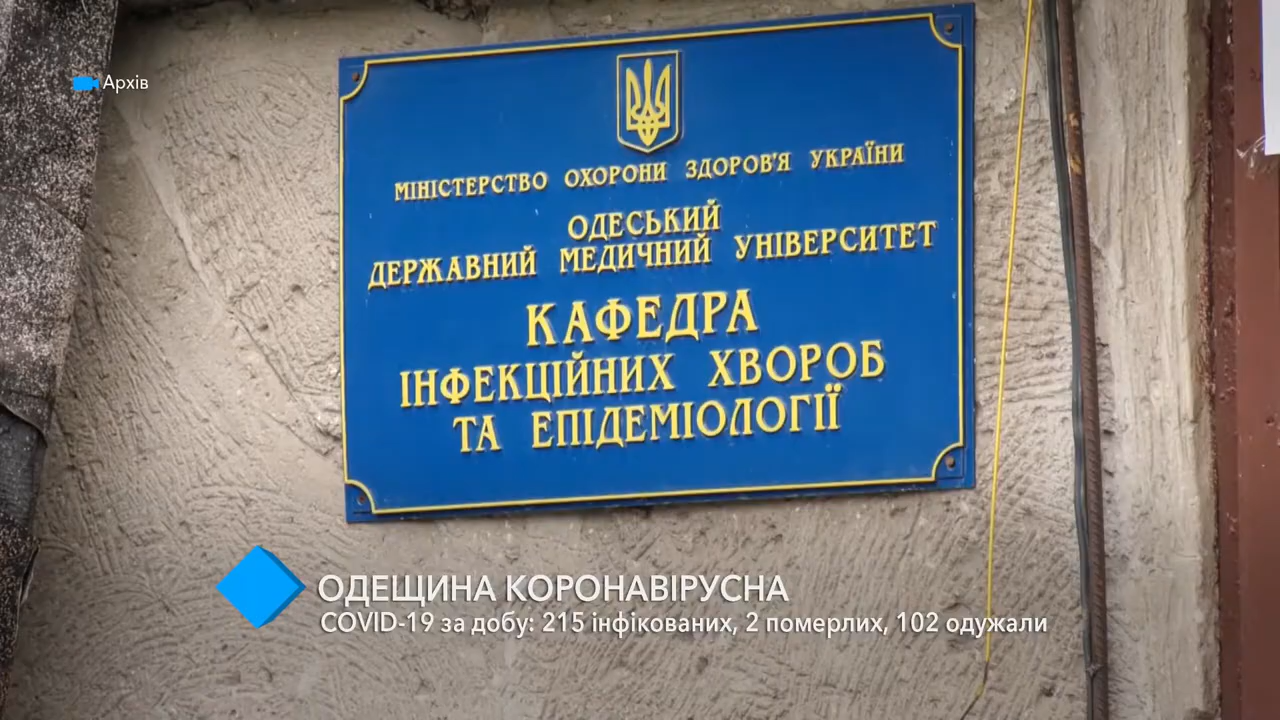 Архів
МІНІСТЕРСТВО ОХОРОНИ ЗДОРОВ'Я УКРАЇНИ
ОДЕСЬКИЙ
ДЕРЖАВНИЙ МЕДИЧНИЙ УНІВЕРСИТЕТ
КАФЕДРА
ІНФЕКЦІЙНИХ ХВОРОБ
ТА ЕПІДЕМІОЛОГІЇ
ОДЕЩИНА КОРОНАВІРУСНА
COVID-19 за добу: 215 інфікованих, 2 померлих, 102 одужали